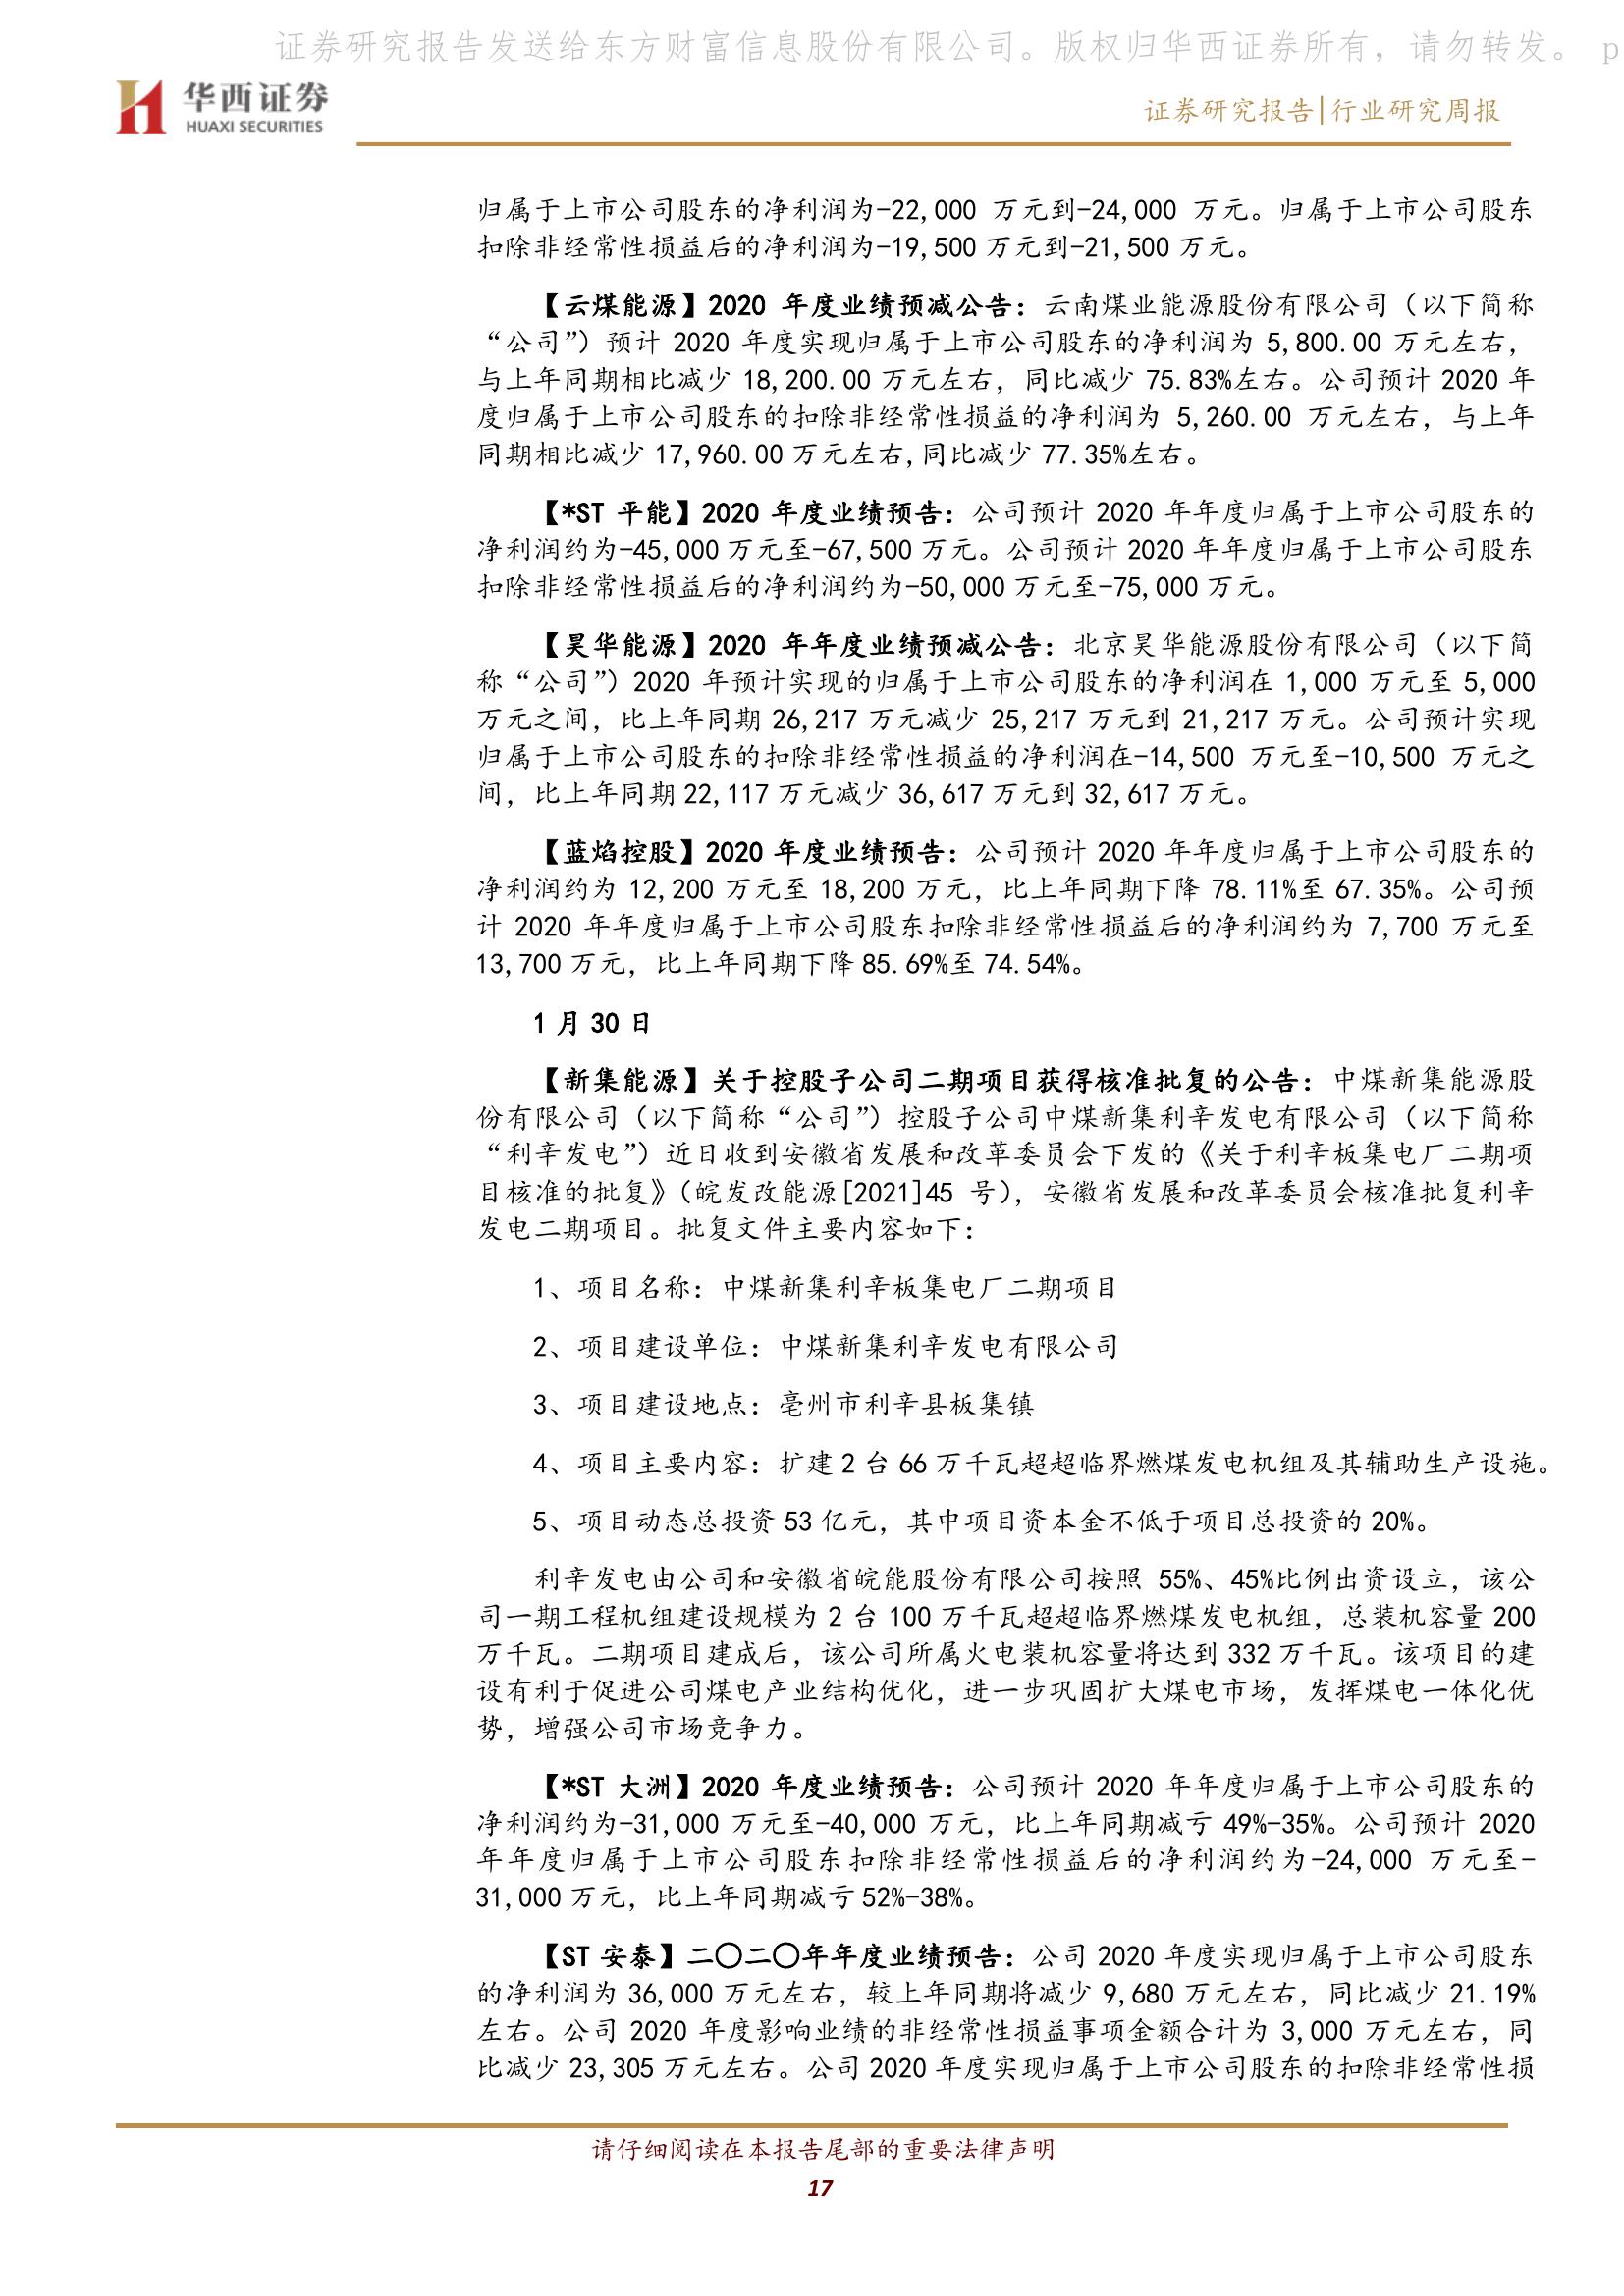 证券研究报告发送给东方财富信息股份有限公司。版权归华西证券所有，请勿转发。 p
华西证券
HUAXI SECURITIES
证券研究报告|行业研究周报
归属于上市公司股东的净利润为-22,000 万元到-24,000 万元。归属于上市公司股东
扣除非经常性损益后的净利润为-19,500 万元到-21,500 万元。
【云煤能源】2020 年度业绩预减公告：云南煤业能源股份有限公司（以下简称
“公司”）预计 2020 年度实现归属于上市公司股东的净利润为 5,800.00 万元左右，
与上年同期相比减少 18,200.00 万元左右，同比减少 75.83%左右。公司预计 2020 年
度归属于上市公司股东的扣除非经常性损益的净利润为 5,260.00 万元左右，与上年
同期相比减少 17,960.00 万元左右,同比减少 77.35%左右。
【*ST 平能】2020 年度业绩预告：公司预计 2020 年年度归属于上市公司股东的
净利润约为-45,000 万元至-67,500 万元。公司预计 2020 年年度归属于上市公司股东
扣除非经常性损益后的净利润约为-50,000 万元至-75,000 万元。
【昊华能源】2020 年年度业绩预减公告：北京昊华能源股份有限公司（以下简
称“公司”）2020 年预计实现的归属于上市公司股东的净利润在 1,000 万元至 5,000
万元之间，比上年同期 26,217 万元减少 25,217 万元到 21,217 万元。公司预计实现
归属于上市公司股东的扣除非经常性损益的净利润在-14,500 万元至-10,500 万元之
间，比上年同期 22,117 万元减少 36,617 万元到 32,617 万元。
【蓝焰控股】2020 年度业绩预告：公司预计 2020 年年度归属于上市公司股东的
净利润约为 12,200 万元至 18,200 万元，比上年同期下降 78.11%至 67.35%。公司预
计 2020 年年度归属于上市公司股东扣除非经常性损益后的净利润约为 7,700 万元至
13,700 万元，比上年同期下降 85.69%至 74.54%。
1 月 30 日
【新集能源】关于控股子公司二期项目获得核准批复的公告：中煤新集能源股
份有限公司（以下简称“公司”）控股子公司中煤新集利辛发电有限公司（以下简称
“利辛发电”）近日收到安徽省发展和改革委员会下发的《关于利辛板集电厂二期项
目核准的批复》（皖发改能源[2021]45 号），安徽省发展和改革委员会核准批复利辛
发电二期项目。批复文件主要内容如下：
1、项目名称：中煤新集利辛板集电厂二期项目
2、项目建设单位：中煤新集利辛发电有限公司
3、项目建设地点：亳州市利辛县板集镇
4、项目主要内容：扩建 2 台 66 万千瓦超超临界燃煤发电机组及其辅助生产设施。
5、项目动态总投资 53 亿元，其中项目资本金不低于项目总投资的 20%。
利辛发电由公司和安徽省皖能股份有限公司按照 55%、45%比例出资设立，该公
司一期工程机组建设规模为 2 台 100 万千瓦超超临界燃煤发电机组，总装机容量 200
万千瓦。二期项目建成后，该公司所属火电装机容量将达到 332 万千瓦。该项目的建
设有利于促进公司煤电产业结构优化，进一步巩固扩大煤电市场，发挥煤电一体化优
势，增强公司市场竞争力。
【*ST 大洲】2020 年度业绩预告：公司预计 2020 年年度归属于上市公司股东的
净利润约为-31,000 万元至-40,000 万元，比上年同期减亏 49%-35%。公司预计 2020
年年度归属于上市公司股东扣除非经常性损益后的净利润约为-24,000 万元至-
31,000 万元，比上年同期减亏 52%-38%。
【ST 安泰】二〇二〇年年度业绩预告：公司 2020 年度实现归属于上市公司股东
的净利润为 36,000 万元左右，较上年同期将减少 9,680 万元左右，同比减少 21.19%
左右。公司 2020 年度影响业绩的非经常性损益事项金额合计为 3,000 万元左右，同
比减少 23,305 万元左右。公司 2020 年度实现归属于上市公司股东的扣除非经常性损
请仔细阅读在本报告尾部的重要法律声明
17